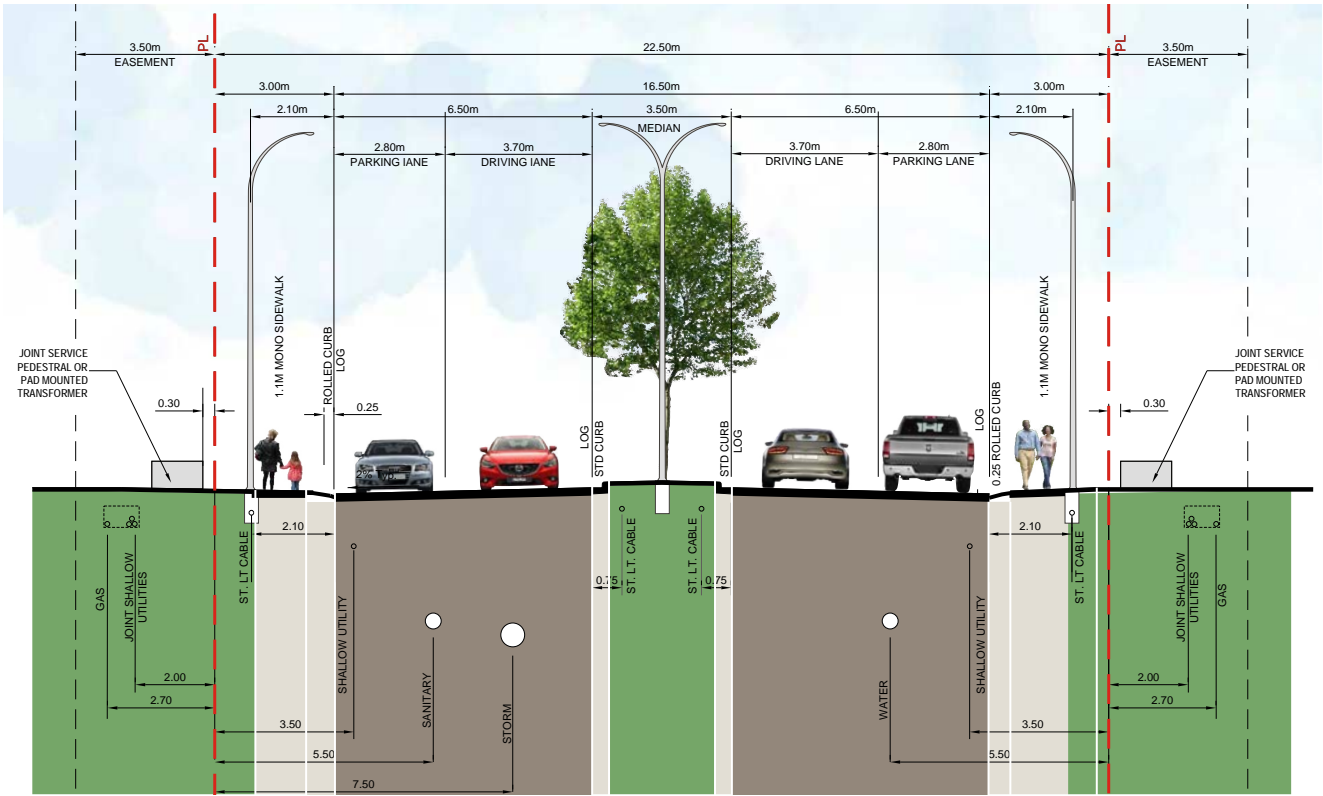 PL
PL
3.50m
EASEMENT
22.50m
3.50m
EASEMENT
3.00m
16.50m
3.00m
2.10m
6.50m
3.50m
MEDIAN
6.50m
2.10m
2.80m
PARKING lANE
3.70m
DRIVING lANE
3.70m
DRIVING LANE
2.80m
PARKING LANE
1.1M MONO SIDEWALK
ROLLED CURB
LOG
LOG
STD CURB
STD CURB
LOG
LOG
0.25 ROLLED CURB
1.1M MONO SIDEWALK
JOINT SERVICE
PEDESTRAL OR
PAD MOUNTED
TRANSFORMER
JOINT SERVICE
PEDESTRAL OR
PAD MOUNTED
TRANSFORMER
0.30
0.25
0.30
2%
2.10
2.10
ST. LT CABLE
0.75
ST. LT. CABLE
ST. LT. CABLE
0.75
ST. LT CABLE
GAS
JOINT SHALLOW
UTILITIES
SHALLOW UTILITY
SANITARY
STORM
WATER
SHALLOW UTILITY
JOINT SHALLOW
UTILITIES
GAS
2.00
2.00
2.70
2.70
3.50
3.50
5.50
5.50
7.50